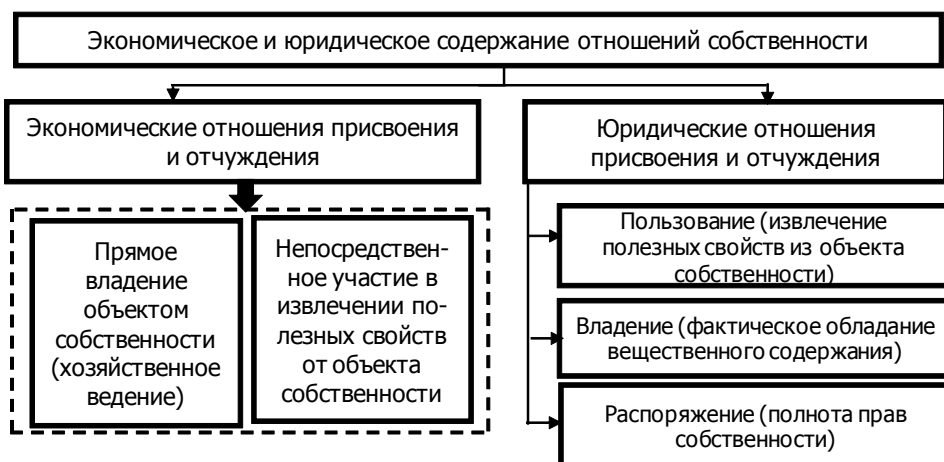 Экономическое и юридическое содержание отношений собственности
Экономические отношения присвоения
и отчуждения
Юридические отношения
присвоения и отчуждения
Прямое
владение
объектом
собственности
(хозяйственное
ведение)
Непосредствен-
ное участие в
извлечении по-
лезных свойств
от объекта
собственности
Пользование (извлечение
полезных свойств из объекта
собственности)
Владение (фактическое обладание
вещественного содержания)
Распоряжение (полнота прав
собственности)